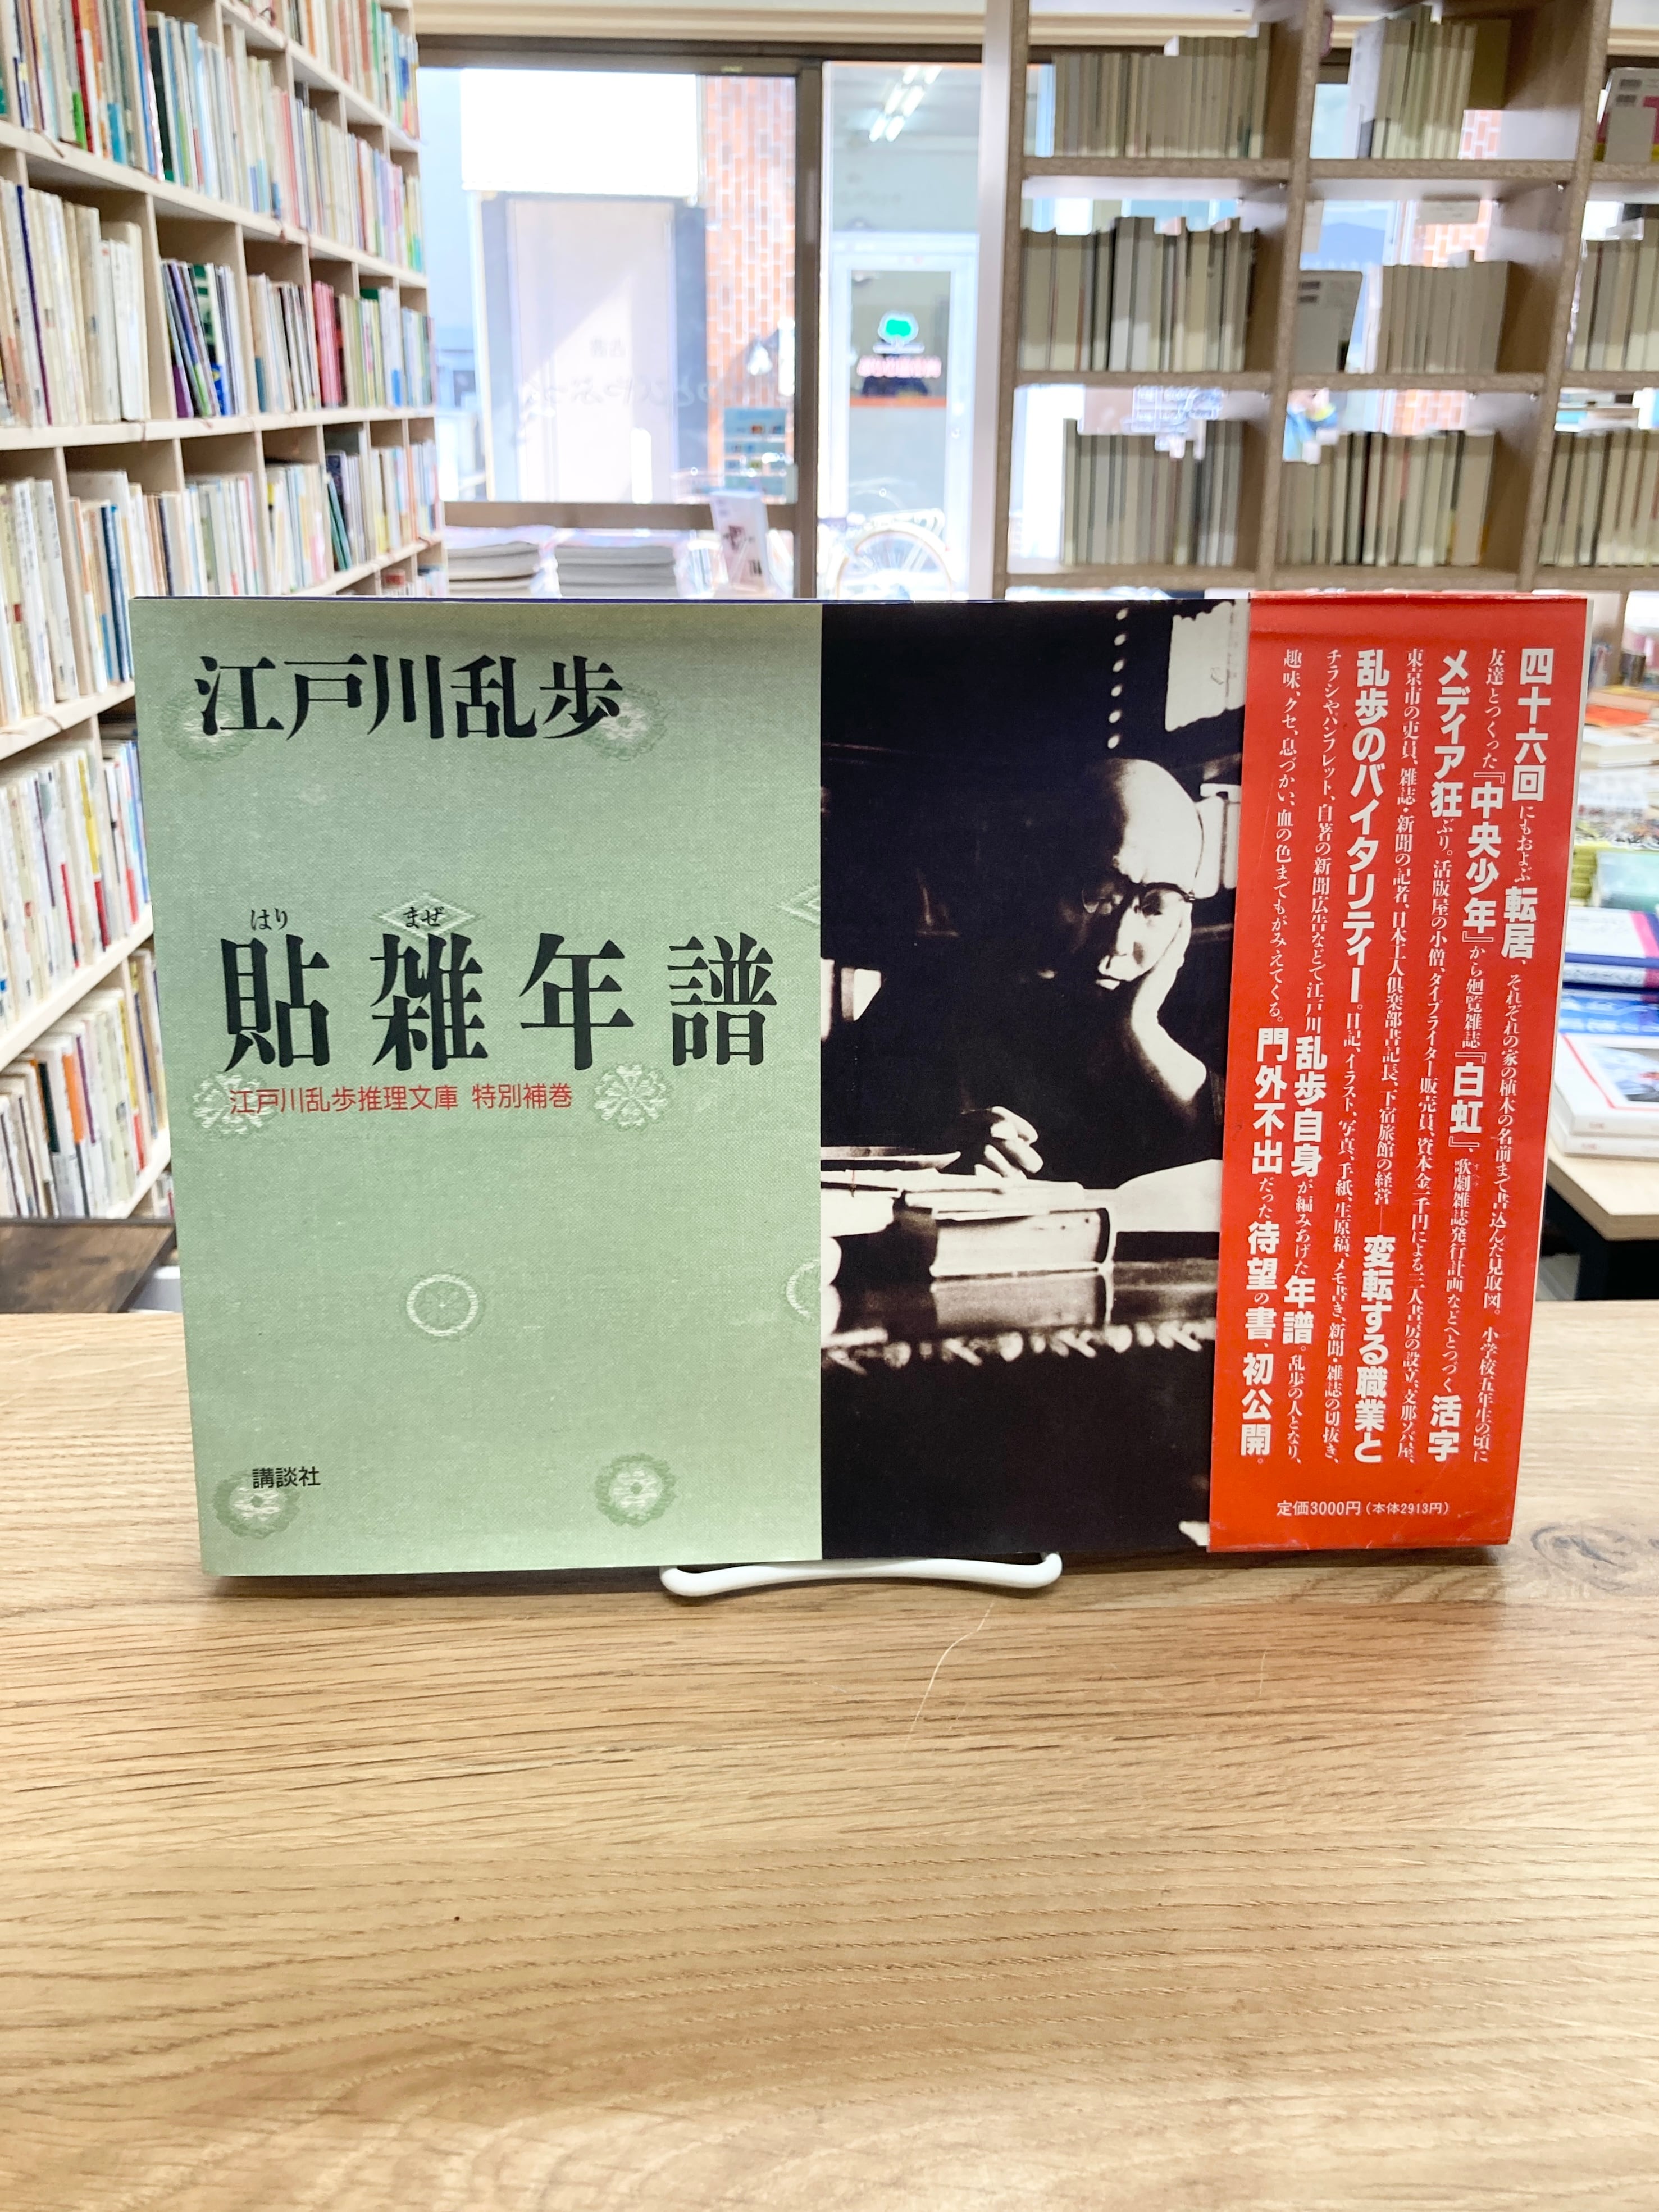 江戸川乱歩
はり まぜ
貼雑年譜
江戸川乱歩推理文庫 特別補巻
講談社
四十六回にもおよぶ転居、それぞれの家の植木の名前まで書込んだ見取図。小学校五年生の頃に
友達とつくった『中央少年』から廻覧雑誌『白虹』、歌劇雑誌発行計画などへとつづく活字
メディア狂ぶり。活版屋の小僧、タイプライター販売員、資本金一千円による三人書房の設立、支那ソバ屋、
東京市の吏員、雑誌・新聞の記者、日本工人倶楽部書記長、下宿旅館の経営――変転する職業と
乱歩のバイタリティー。日記、イラスト、写真、手紙、生原稿、メモ書き、新聞・雑誌の切抜き、
チラシやパンフレット、自著の新聞広告などで江戸川乱歩自身が編みあげた年譜。乱歩の人となり、
趣味、クセ、息づかい、血の色までもがみえてくる。門外不出だった待望の書、初公開。
定価3000円(本体2913円)